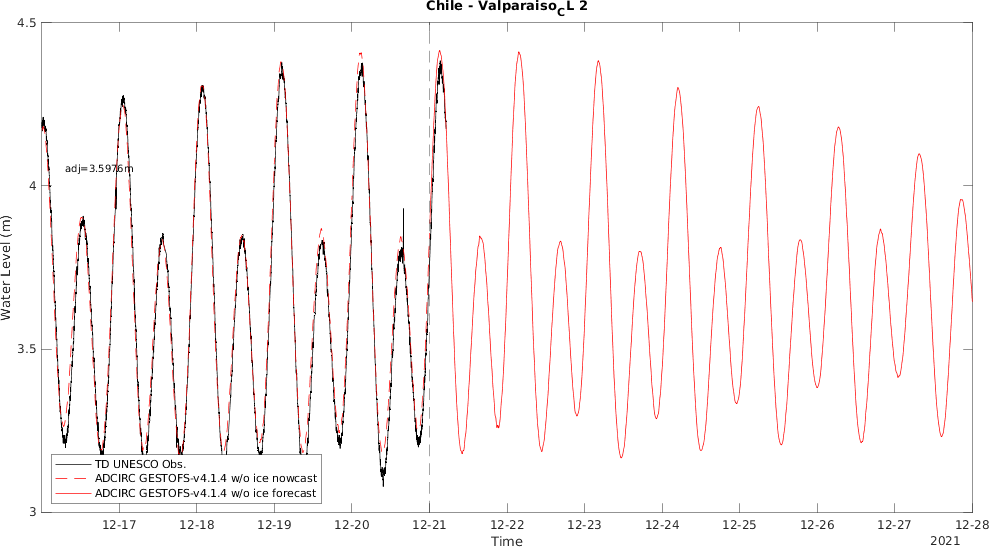 Chile - Valparaiso_CL 2
4.5
4
3.5
3
Water Level (m)
adj=3.5976m
TD UNESCO Obs.
ADCIRC GESTOFS-v4.1.4 w/o ice nowcast
ADCIRC GESTOFS-v4.1.4 w/o ice forecast
12-17 12-18 12-19 12-20 12-21 12-22 12-23 12-24 12-25 12-26 12-27 12-28
Time
2021